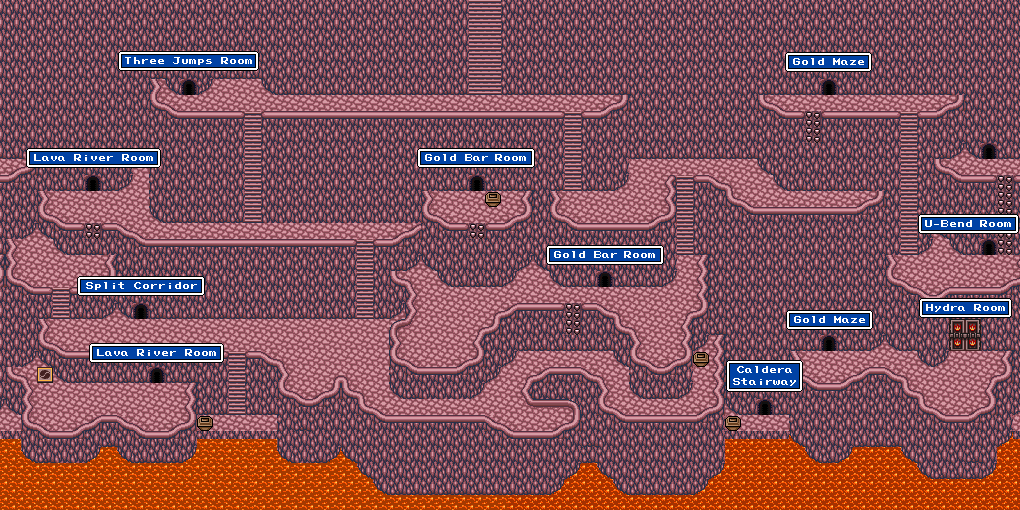 Three Jumps Room
Gold Maze
Lava River Room
Gold Bar Room
U-Bend Room
Gold Bar Room
Split Corridor
Hydra Room
Gold Maze
Lava River Room
Caldera
Stairway